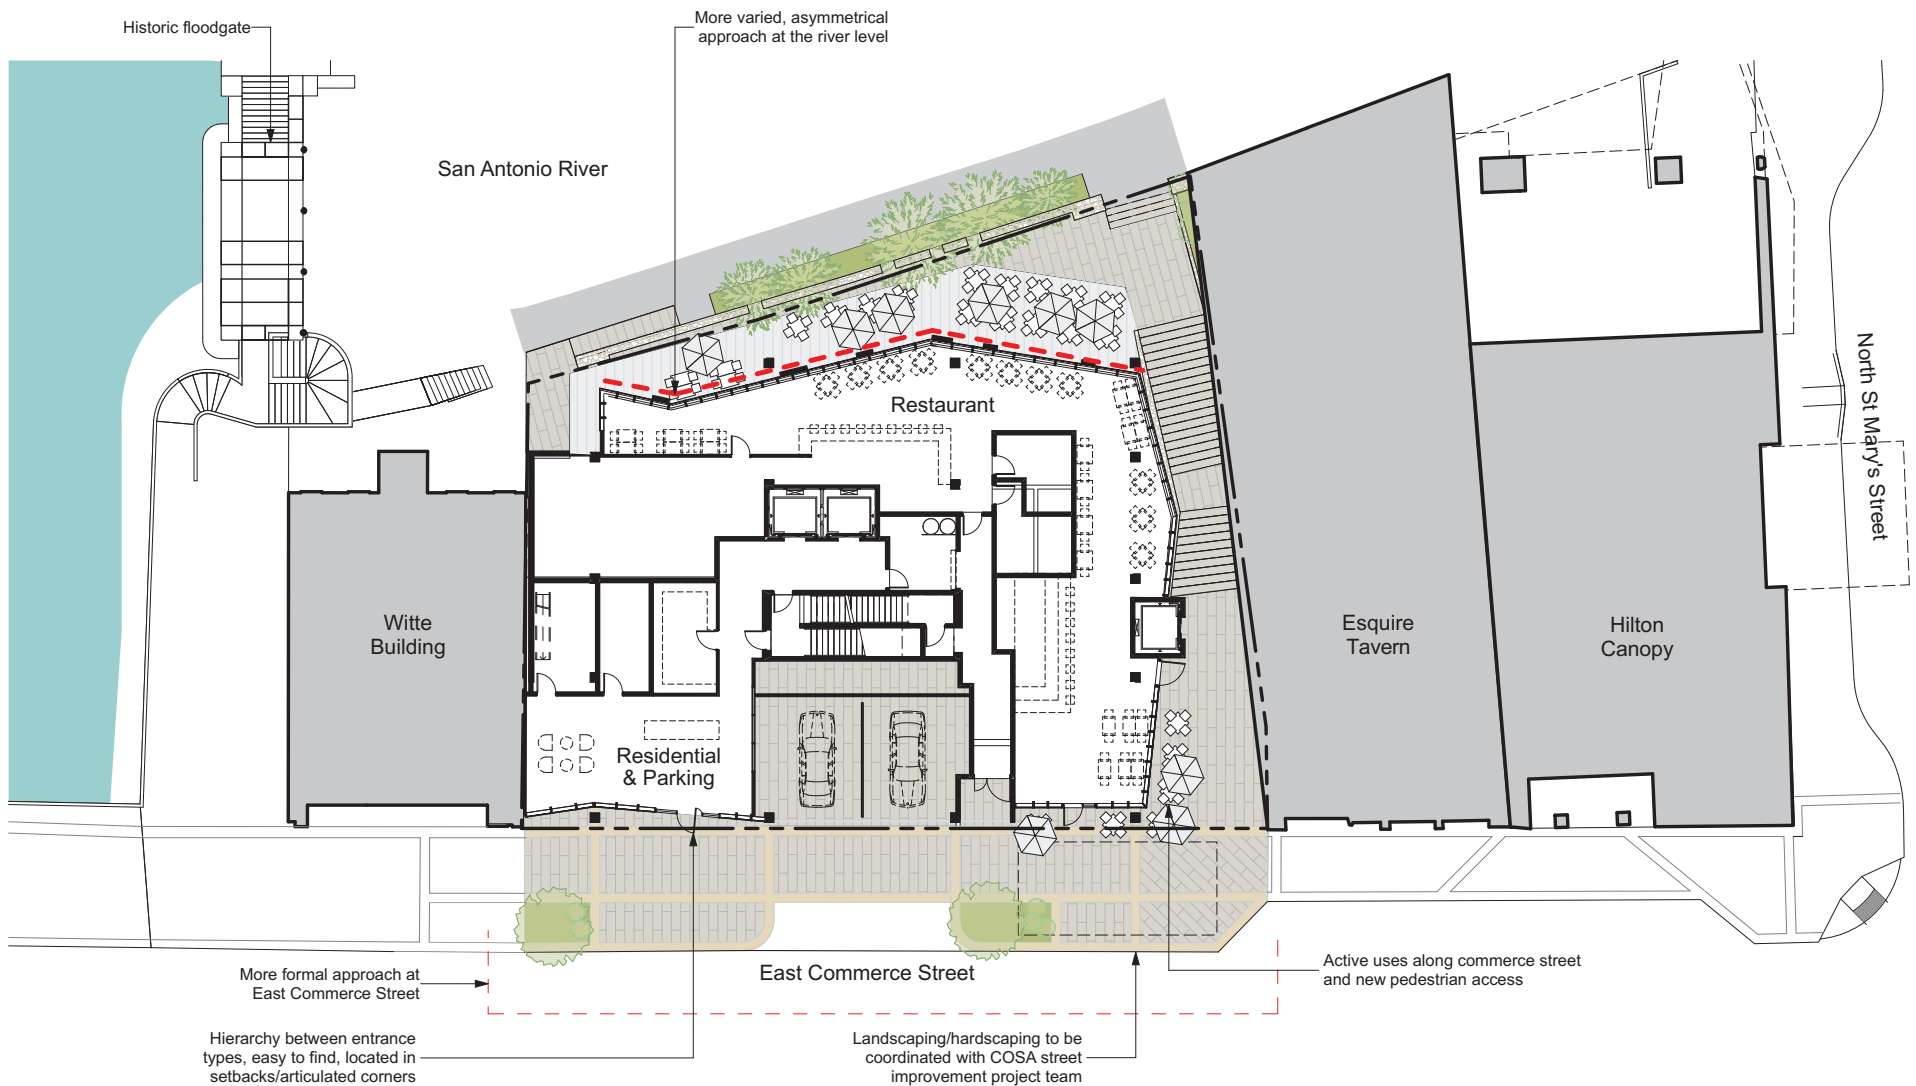 Historic floodgate
More varied, asymmetrical
approach at the river level
San Antonio River
Restaurant
North St Mary's Street
Witte
Building
Esquire
Tavern
Hilton
Canopy
Residential
& Parking
East Commerce Street
More formal approach at
East Commerce Street
Active uses along commerce street
and new pedestrian access
Hierarchy between entrance
types, easy to find, located in
setbacks/articulated corners
Landscaping/hardscaping to be
coordinated with COSA street
improvement project team